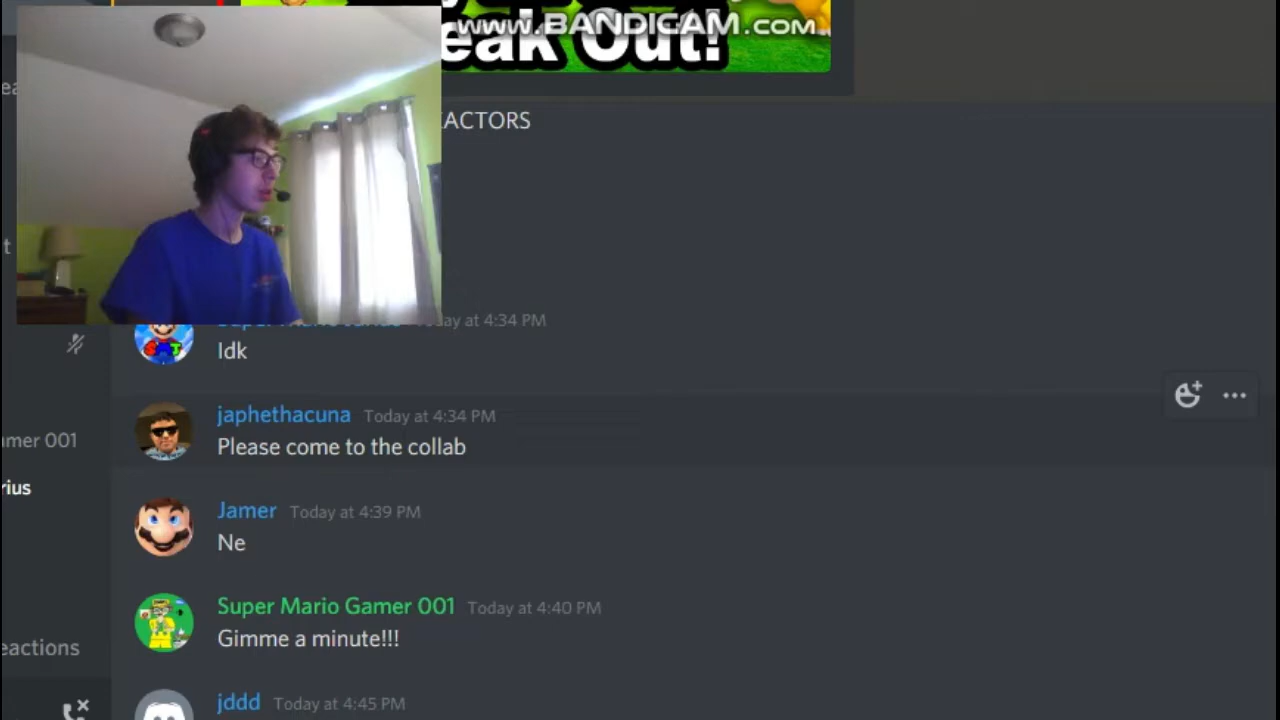 www.BANDICAM.com
eak Out!
EACTORS
t
ay at 4:34 PM
Idk
japhethacuna Today at 4:34 PM
Please come to the collab
amer 001
rius
Jamer Today at 4:39 PM
Ne
Super Mario Gamer 001 Today at 4:40 PM
Gimme a minute!!!
eactions
jddd Today at 4:45 PM